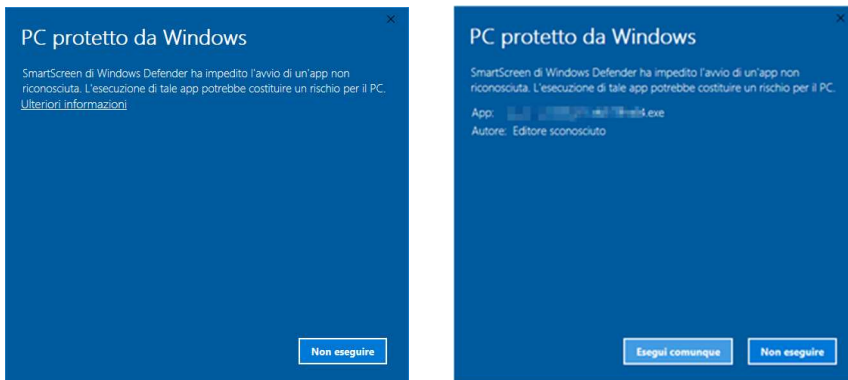 PC protetto da Windows
SmartScreen di Windows Defender ha impedito l'avvio di un'app non
riconosciuta. L'esecuzione di tale app potrebbe costituire un rischio per il PC.
Ulteriori informazioni
Non eseguire
PC protetto da Windows
SmartScreen di Windows Defender ha impedito l'avvio di un'app non
riconosciuta. L'esecuzione di tale app potrebbe costituire un rischio per il PC.
App: .exe
Autore: Editore sconosciuto
Esegui comunque Non eseguire